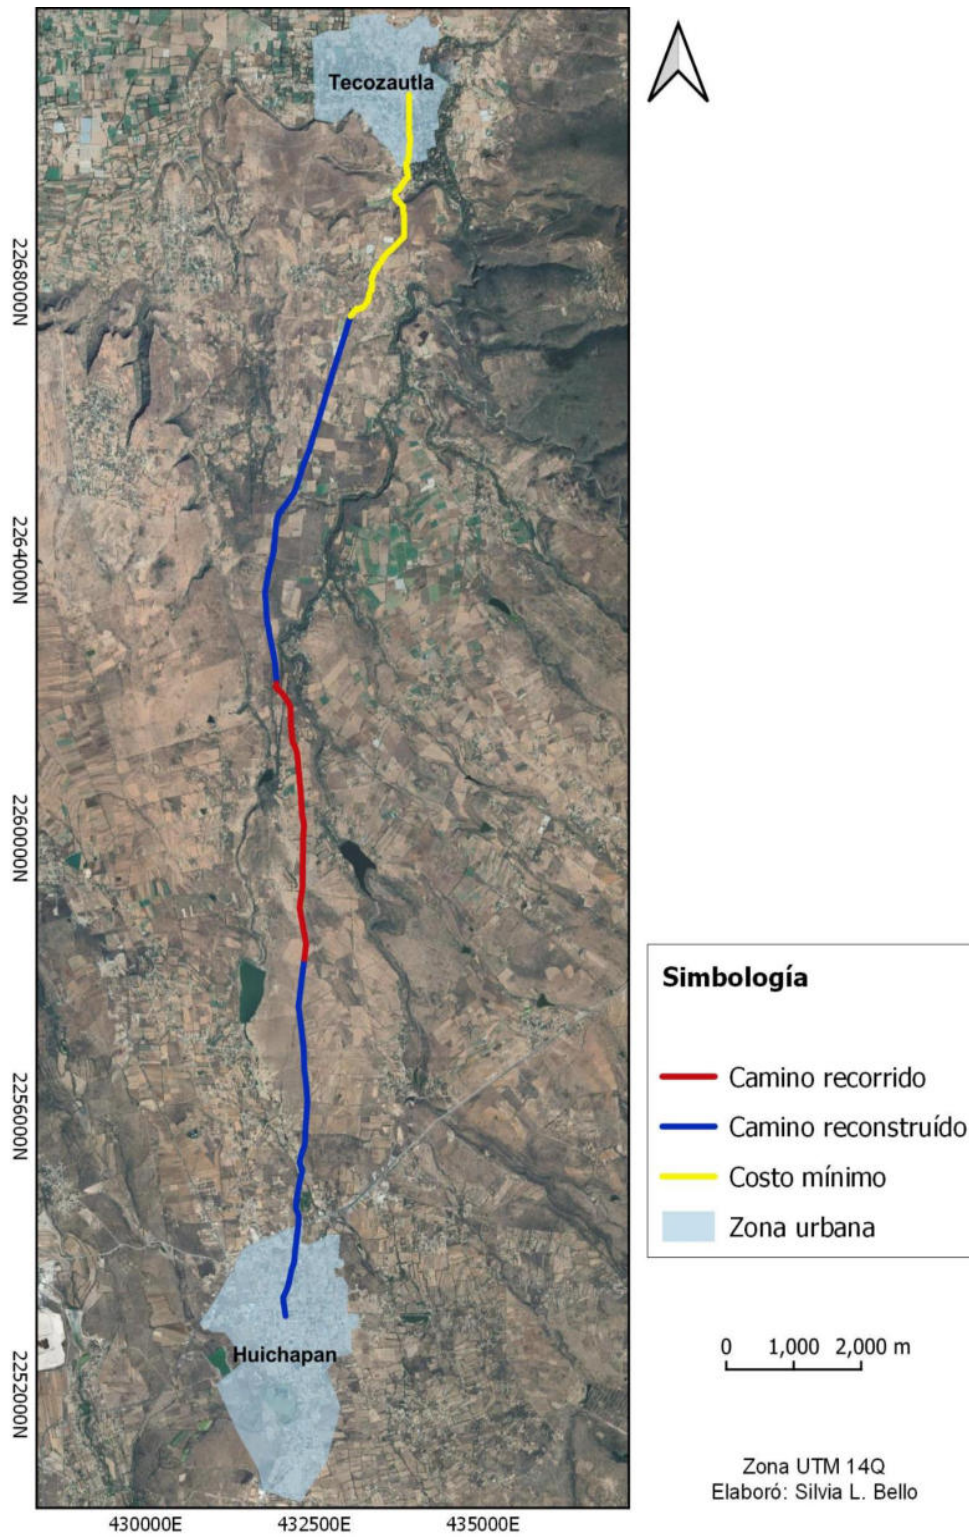 Tecozautla
2268000N
2264000N
2260000N
2256000N
2252000N
Huichapan
430000E
432500E
435000E
Simbología
Camino recorrido
Camino reconstruído
Costo mínimo
Zona urbana
0 1,000 2,000 m
Zona UTM 14Q
Elaboró: Silvia L. Bello